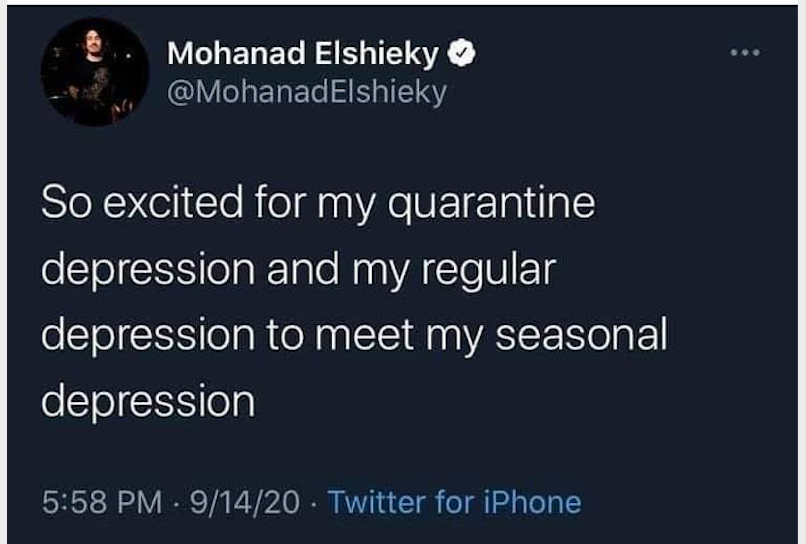 Mohanad Elshieky
@MohanadElshieky
So excited for my quarantine
depression and my regular
depression to meet my seasonal
depression
5:58 PM · 9/14/20 · Twitter for iPhone